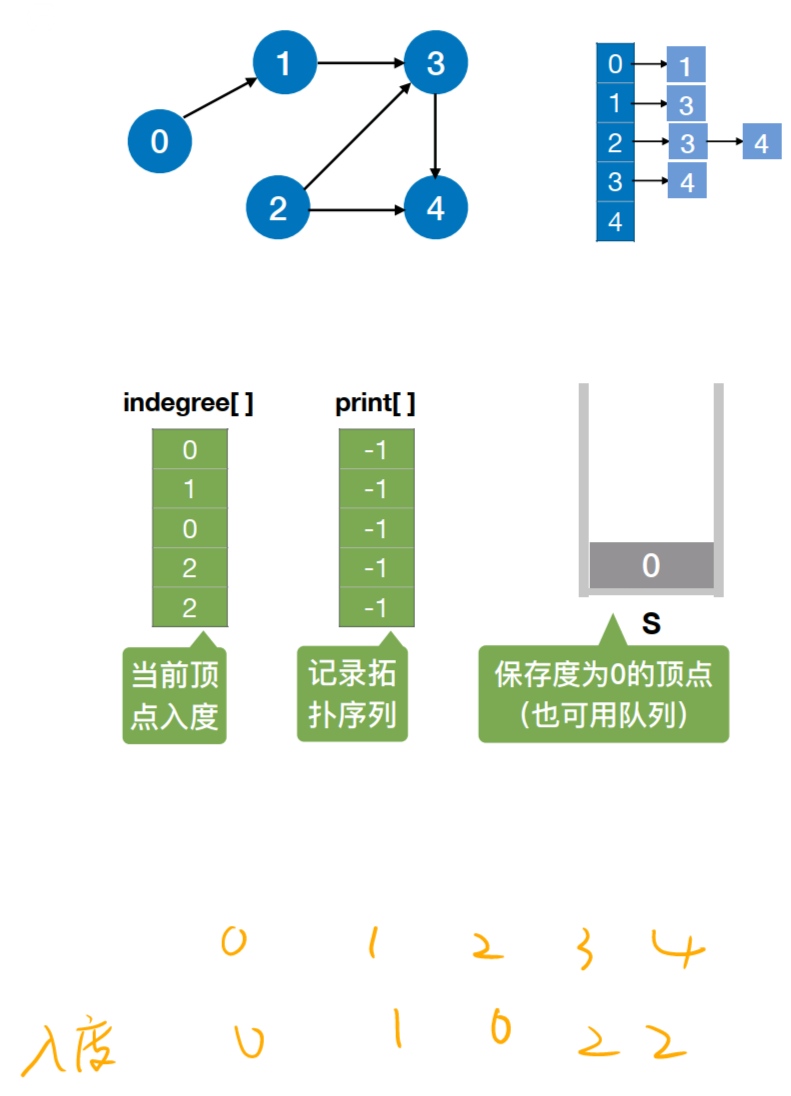 1 3
0
2 4
0 1
1 3
2 3 4
3 4
4
indegree[ ] print[ ]
0 -1
1 -1
0 -1
2 -1
2 -1
0
S
当前顶
点入度
记录拓
扑序列
保存度为0的顶点
（也可用队列）
0 1 2 3 4
入度 0 1 0 2 2